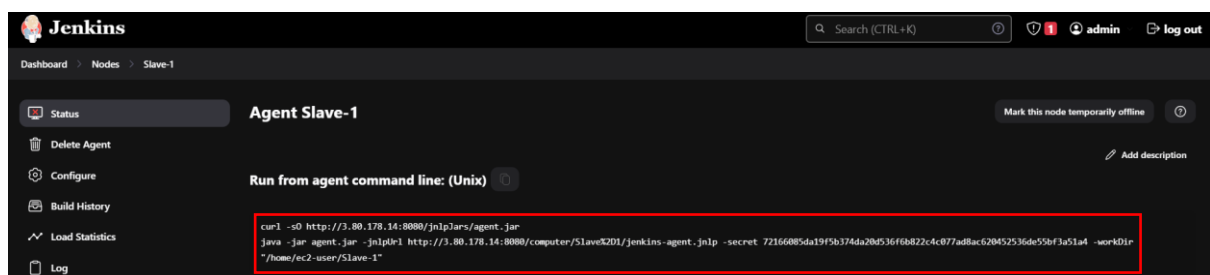 Jenkins
Search (CTRL+K)
1
admin
log out
Dashboard > Nodes > Slave-1
Status
Agent Slave-1
Mark this node temporarily offline
Delete Agent
Add description
Configure
Run from agent command line: (Unix)
Build History
curl -sO http://3.80.178.14:8080/jnlpJars/agent.jar
Load Statistics
java -jar agent.jar -jnlpUrl http://3.80.178.14:8080/computer/Slave%2D1/jenkins-agent.jnlp -secret 72166085da19f5b374da20d536f6b822c4c077ad8ac620452536de55bf3a51a4 -workDir
"/home/ec2-user/Slave-1"
Log